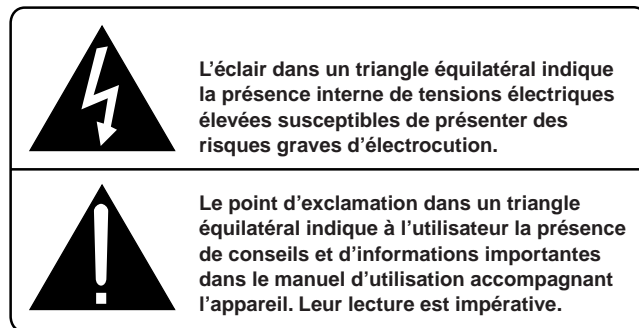 L’éclair dans un triangle équilatéral indique
la présence interne de tensions électriques
élevées susceptibles de présenter des
risques graves d’électrocution.
Le point d’exclamation dans un triangle
équilatéral indique à l’utilisateur la présence
de conseils et d’informations importantes
dans le manuel d’utilisation accompagnant
l’appareil. Leur lecture est impérative.